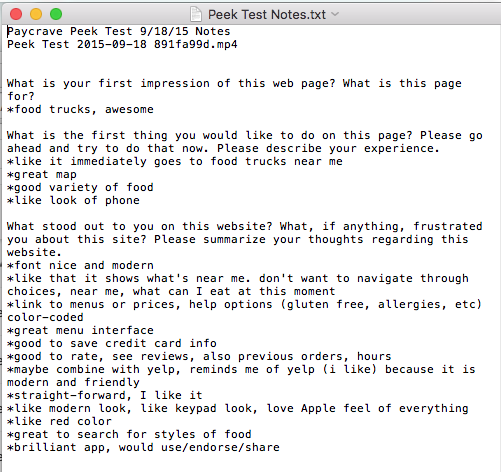 Peek Test Notes.txt
Paycrave Peek Test 9/18/15 Notes
Peek Test 2015-09-18 891fa99d.mp4
What is your first impression of this web page? What is this page
for?
*food trucks, awesome
What is the first thing you would like to do on this page? Please go
ahead and try to do that now. Please describe your experience.
*like it immediately goes to food trucks near me
*great map
*good variety of food
*like look of phone
What stood out to you on this website? What, if anything, frustrated
you about this site? Please summarize your thoughts regarding this
website.
*font nice and modern
*like that it shows what's near me. don't want to navigate through
choices, near me, what can I eat at this moment
*link to menus or prices, help options (gluten free, allergies, etc)
color-coded
*great menu interface
*good to save credit card info
*good to rate, see reviews, also previous orders, hours
*maybe combine with yelp, reminds me of yelp (i like) because it is
modern and friendly
*straight-forward, I like it
*like modern look, like keypad look, love Apple feel of everything
*like red color
*great to search for styles of food
*brilliant app, would use/endorse/share